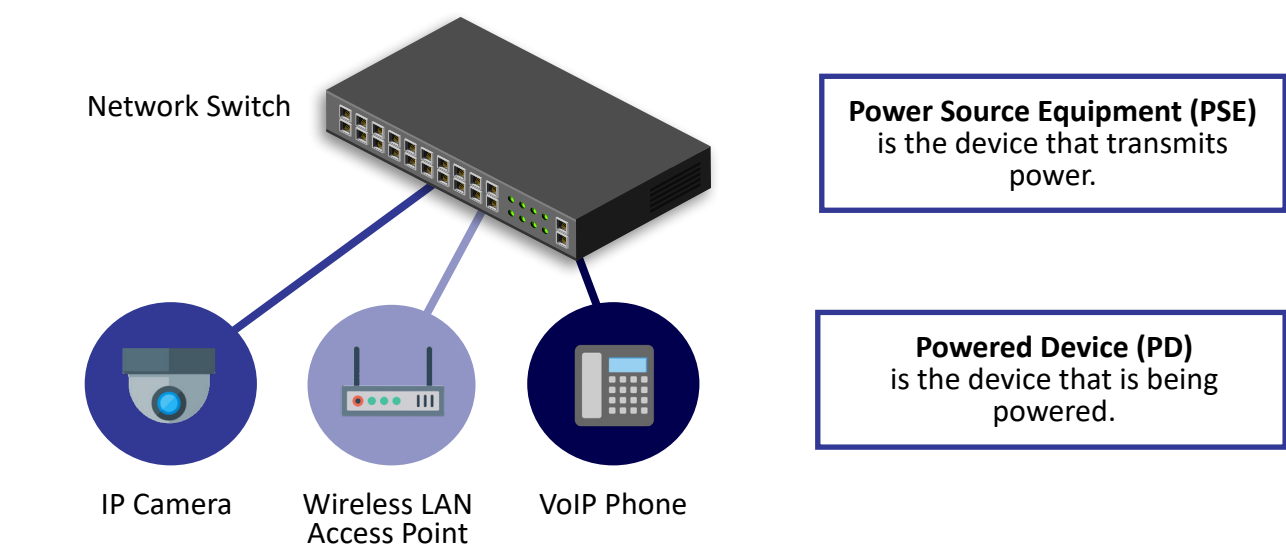 Network Switch
Power Source Equipment (PSE)
is the device that transmits
power.
Powered Device (PD)
is the device that is being
powered.
IP Camera
Wireless LAN
Access Point
VoIP Phone